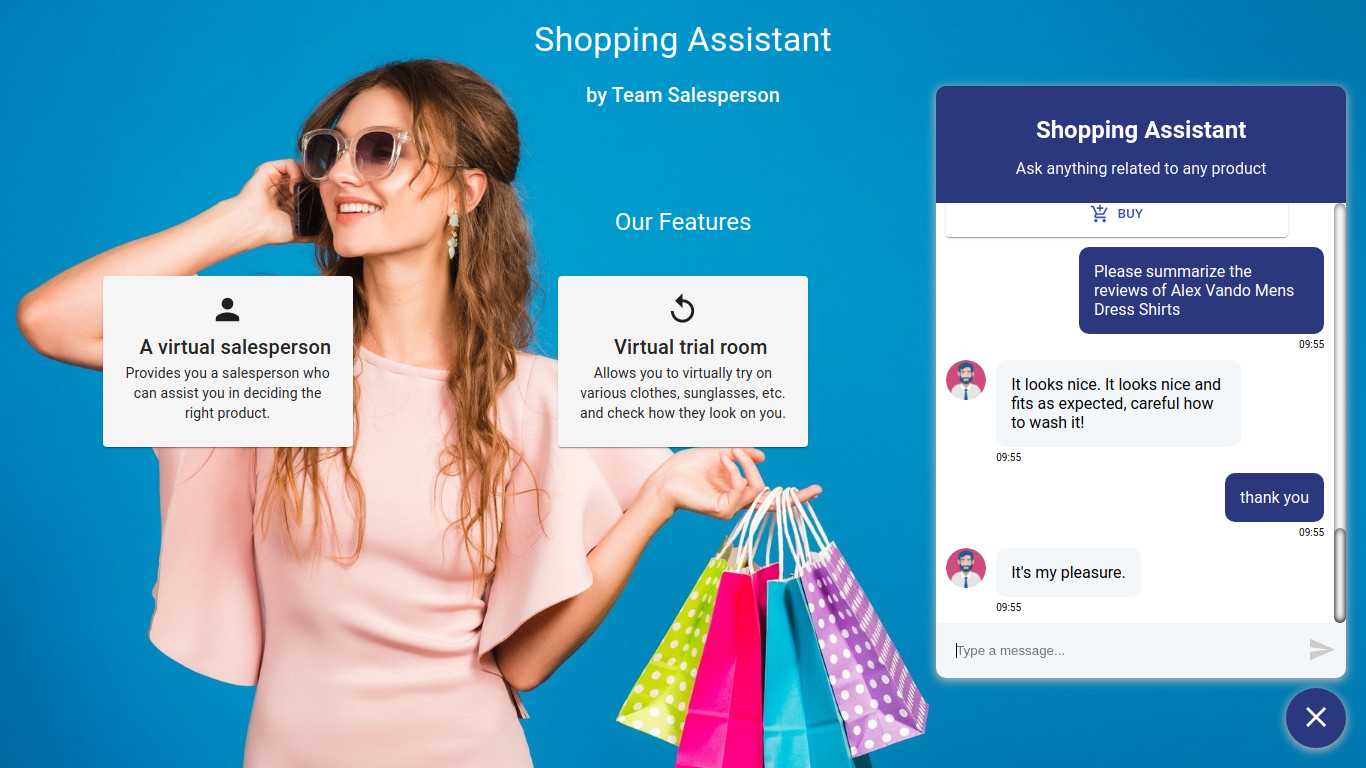 Shopping Assistant
by Team Salesperson
Our Features
A virtual salesperson
Provides you a salesperson who
can assist you in deciding the
right product.
Virtual trial room
Allows you to virtually try on
various clothes, sunglasses, etc.
and check how they look on you.
Shopping Assistant
Ask anything related to any product
BUY
Please summarize the
reviews of Alex Vando Mens
Dress Shirts
09:55
It looks nice. It looks nice and
fits as expected, careful how
to wash it!
09:55
thank you
09:55
It's my pleasure.
09:55
Type a message...